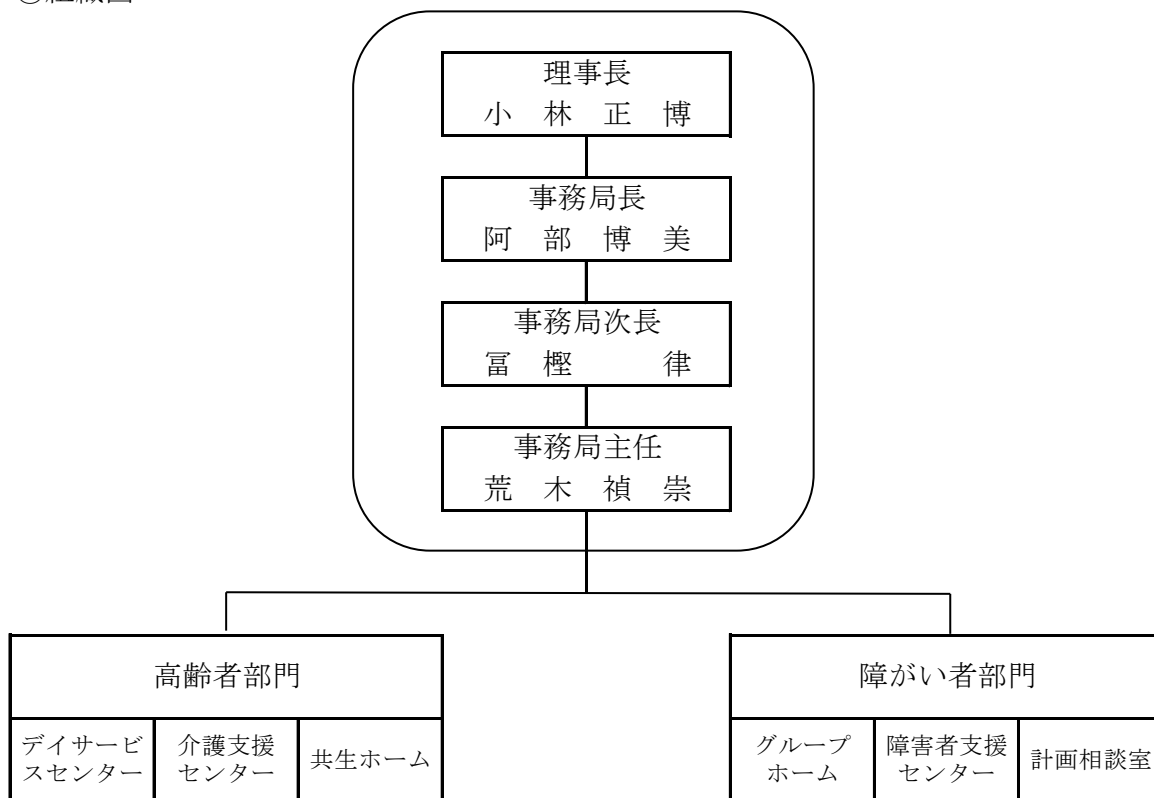 理事長
小 林 正 博
事務局長
阿 部 博 美
事務局次長
冨 樫 律
事務局主任
荒 木 禎 崇
高齢者部門
障がい者部門
デイサービ
スセンター
介護支援
センター
共生ホーム
グループ
ホーム
障害者支援
センター
計画相談室